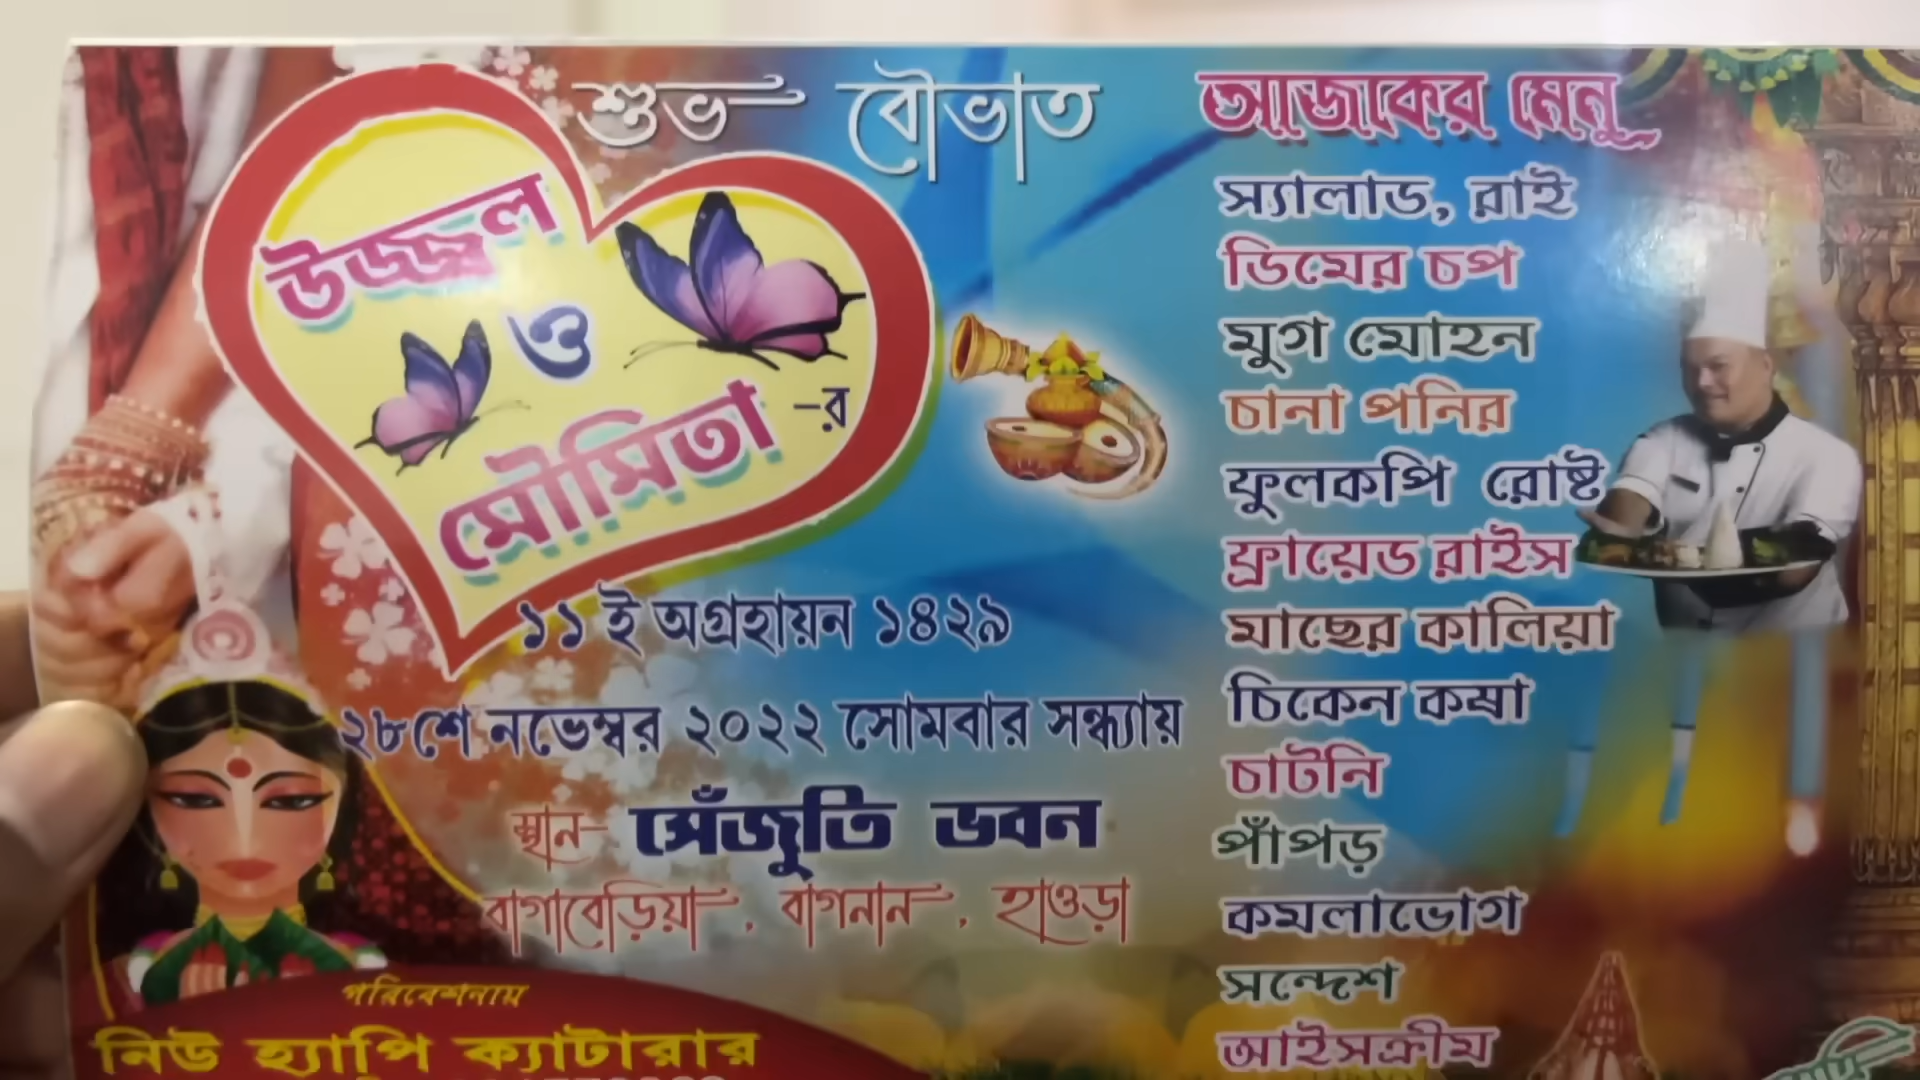 শুভ বৌভাত
উজ্জ্বল
ও
মৌমিতা -র
১১ ই অগ্রহায়ন ১৪২৯
২৮শে নভেম্বর ২০২২ সোমবার সন্ধ্যায়
স্থান- সেঁজুতি ভবন
বাগাবেড়িয়া, বাগনান, হাওড়া
পরিবেশনায়
নিউ হ্যাপি ক্যাটারার
আজকের মেনু
স্যালাড, রাই
ডিমের চপ
মুগ মোহন
চানা পনির
ফুলকপি রোষ্ট
ফ্রায়েড রাইস
মাছের কালিয়া
চিকেন কষা
চাটনি
পাঁপড়
কমলাভোগ
সন্দেশ
আইসক্রীম